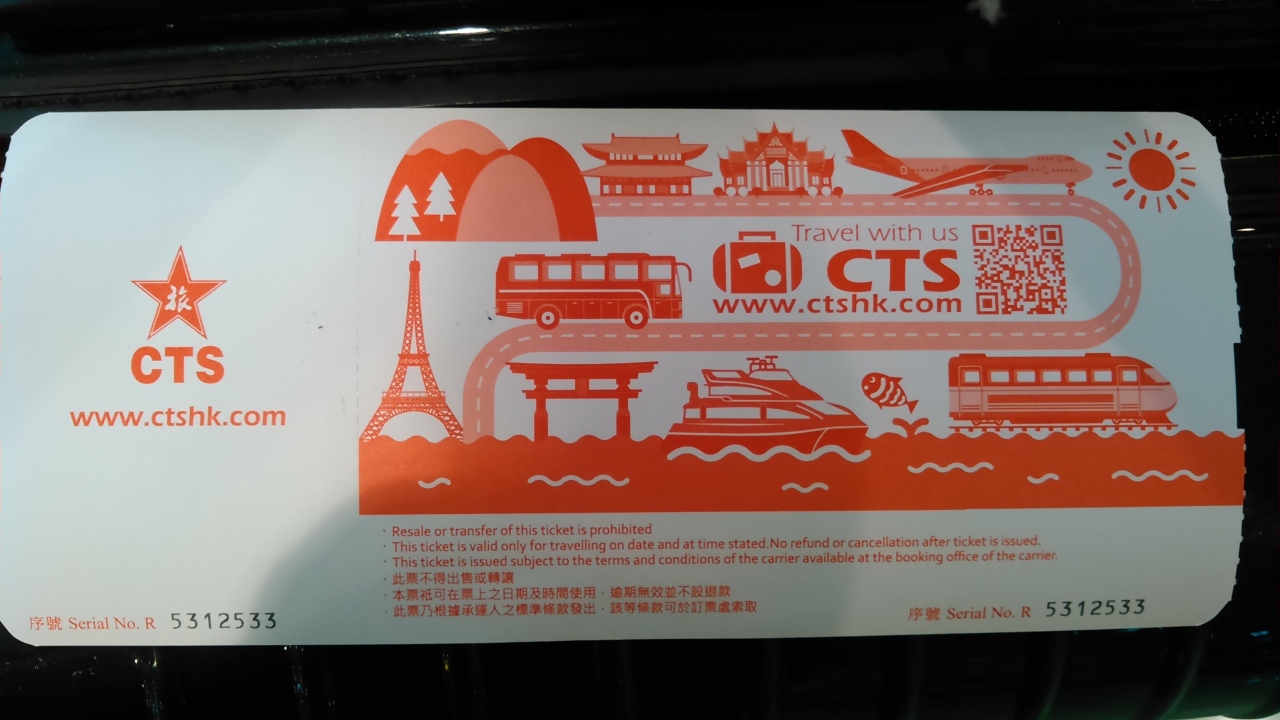 旅
CTS
www.ctshk.com
Travel with us
CTS
www.ctshk.com
· Resale or transfer of this ticket is prohibited
· This ticket is valid only for travelling on date and at time stated.No refund or cancellation after ticket is issued.
· This ticket is issued subject to the terms and conditions of the carrier available at the booking office of the carrier.
· 此票不得出售或轉讓
· 本票祇可在票上之日期及時間使用，逾期無效並不設退款
· 此票乃根據承運人之標準條款發出，該等條款可於訂票處索取
序號 Serial No. R 5312533
序號 Serial No. R 5312533